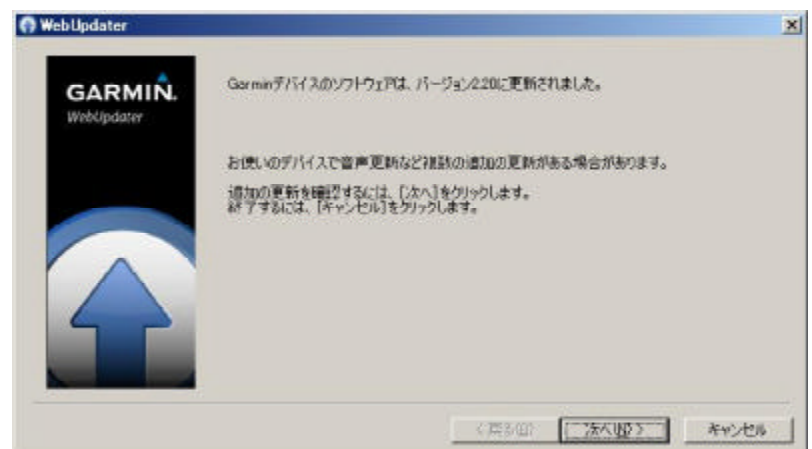 WebUpdater
GARMIN.
WebUpdater
Garminデバイスのソフトウェアは、バージョン2.20に更新されました。
お使いのデバイスで音声更新など複数の追加の更新がある場合があります。
追加の更新を確認するには、[次へ]をクリックします。
終了するには、[キャンセル]をクリックします。
< 戻る(B)
次へ(N) >
キャンセル